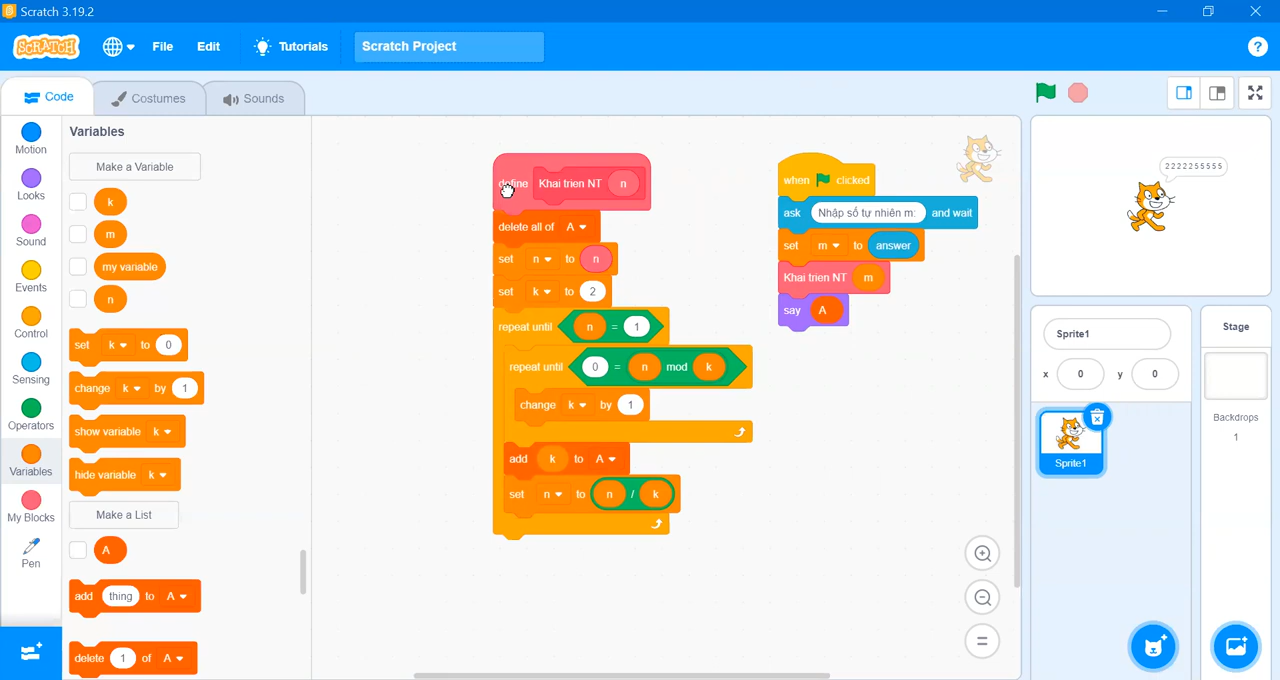 Scratch 3.19.2
SCRATCH File Edit Tutorials Scratch Project ?
Code Costumes Sounds
Motion
Looks
Sound
Events
Control
Sensing
Operators
Variables
My Blocks
Pen
Variables
Make a Variable
k
m
my variable
n
set k to 0
change k by 1
show variable k
hide variable k
Make a List
A
add thing to A
delete 1 of A
define Khai trien NT n
delete all of A
set n to n
set k to 2
repeat until n = 1
repeat until 0 = n mod k
change k by 1
add k to A
set n to n / k
when clicked
ask Nhập số tự nhiên m: and wait
set m to answer
Khai trien NT m
say A
2222255555
Sprite1
x 0 y 0
Sprite1
Stage
Backdrops
1